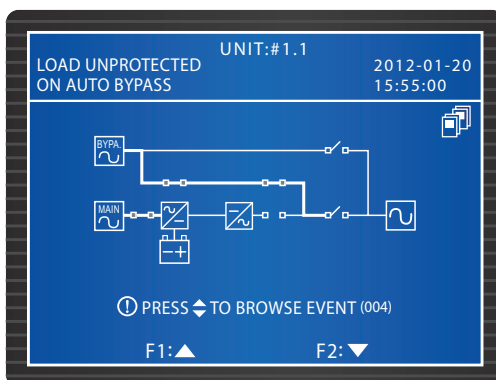 UNIT:#1.1
LOAD UNPROTECTED
ON AUTO BYPASS
2012-01-20
15:55:00
BYPA.
MAIN
PRESS TO BROWSE EVENT (004)
F1: F2: